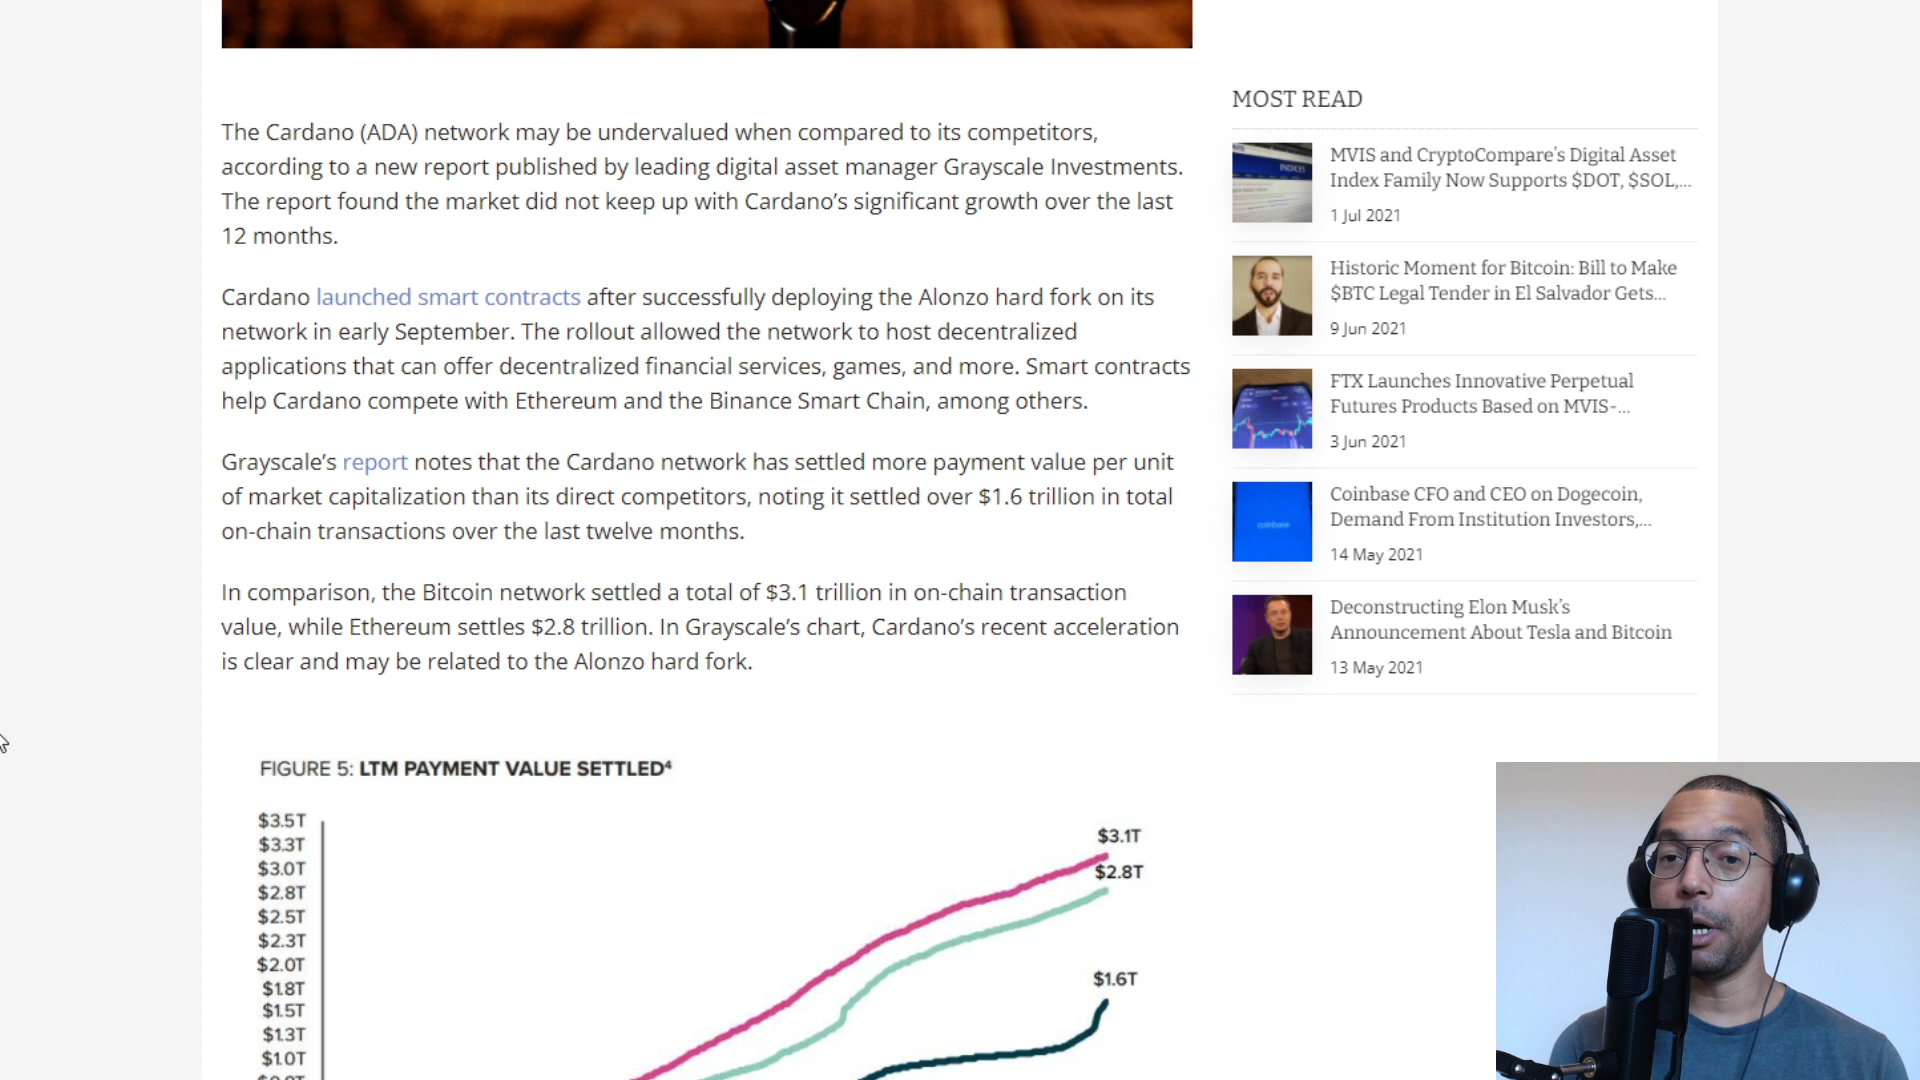 The Cardano (ADA) network may be undervalued when compared to its competitors,
according to a new report published by leading digital asset manager Grayscale Investments.
The report found the market did not keep up with Cardano’s significant growth over the last
12 months.
Cardano launched smart contracts after successfully deploying the Alonzo hard fork on its
network in early September. The rollout allowed the network to host decentralized
applications that can offer decentralized financial services, games, and more. Smart contracts
help Cardano compete with Ethereum and the Binance Smart Chain, among others.
Grayscale’s report notes that the Cardano network has settled more payment value per unit
of market capitalization than its direct competitors, noting it settled over $1.6 trillion in total
on-chain transactions over the last twelve months.
In comparison, the Bitcoin network settled a total of $3.1 trillion in on-chain transaction
value, while Ethereum settles $2.8 trillion. In Grayscale’s chart, Cardano’s recent acceleration
is clear and may be related to the Alonzo hard fork.
FIGURE 5: LTM PAYMENT VALUE SETTLED⁴
$3.5T
$3.3T
$3.0T
$2.8T
$2.5T
$2.3T
$2.0T
$1.8T
$1.5T
$1.3T
$1.0T
$3.1T
$2.8T
$1.6T
MOST READ
INDICES
MVIS and CryptoCompare’s Digital Asset
Index Family Now Supports $DOT, $SOL,...
1 Jul 2021
Historic Moment for Bitcoin: Bill to Make
$BTC Legal Tender in El Salvador Gets...
9 Jun 2021
FTX Launches Innovative Perpetual
Futures Products Based on MVIS-...
3 Jun 2021
coinbase
Coinbase CFO and CEO on Dogecoin,
Demand From Institution Investors,...
14 May 2021
Deconstructing Elon Musk’s
Announcement About Tesla and Bitcoin
13 May 2021